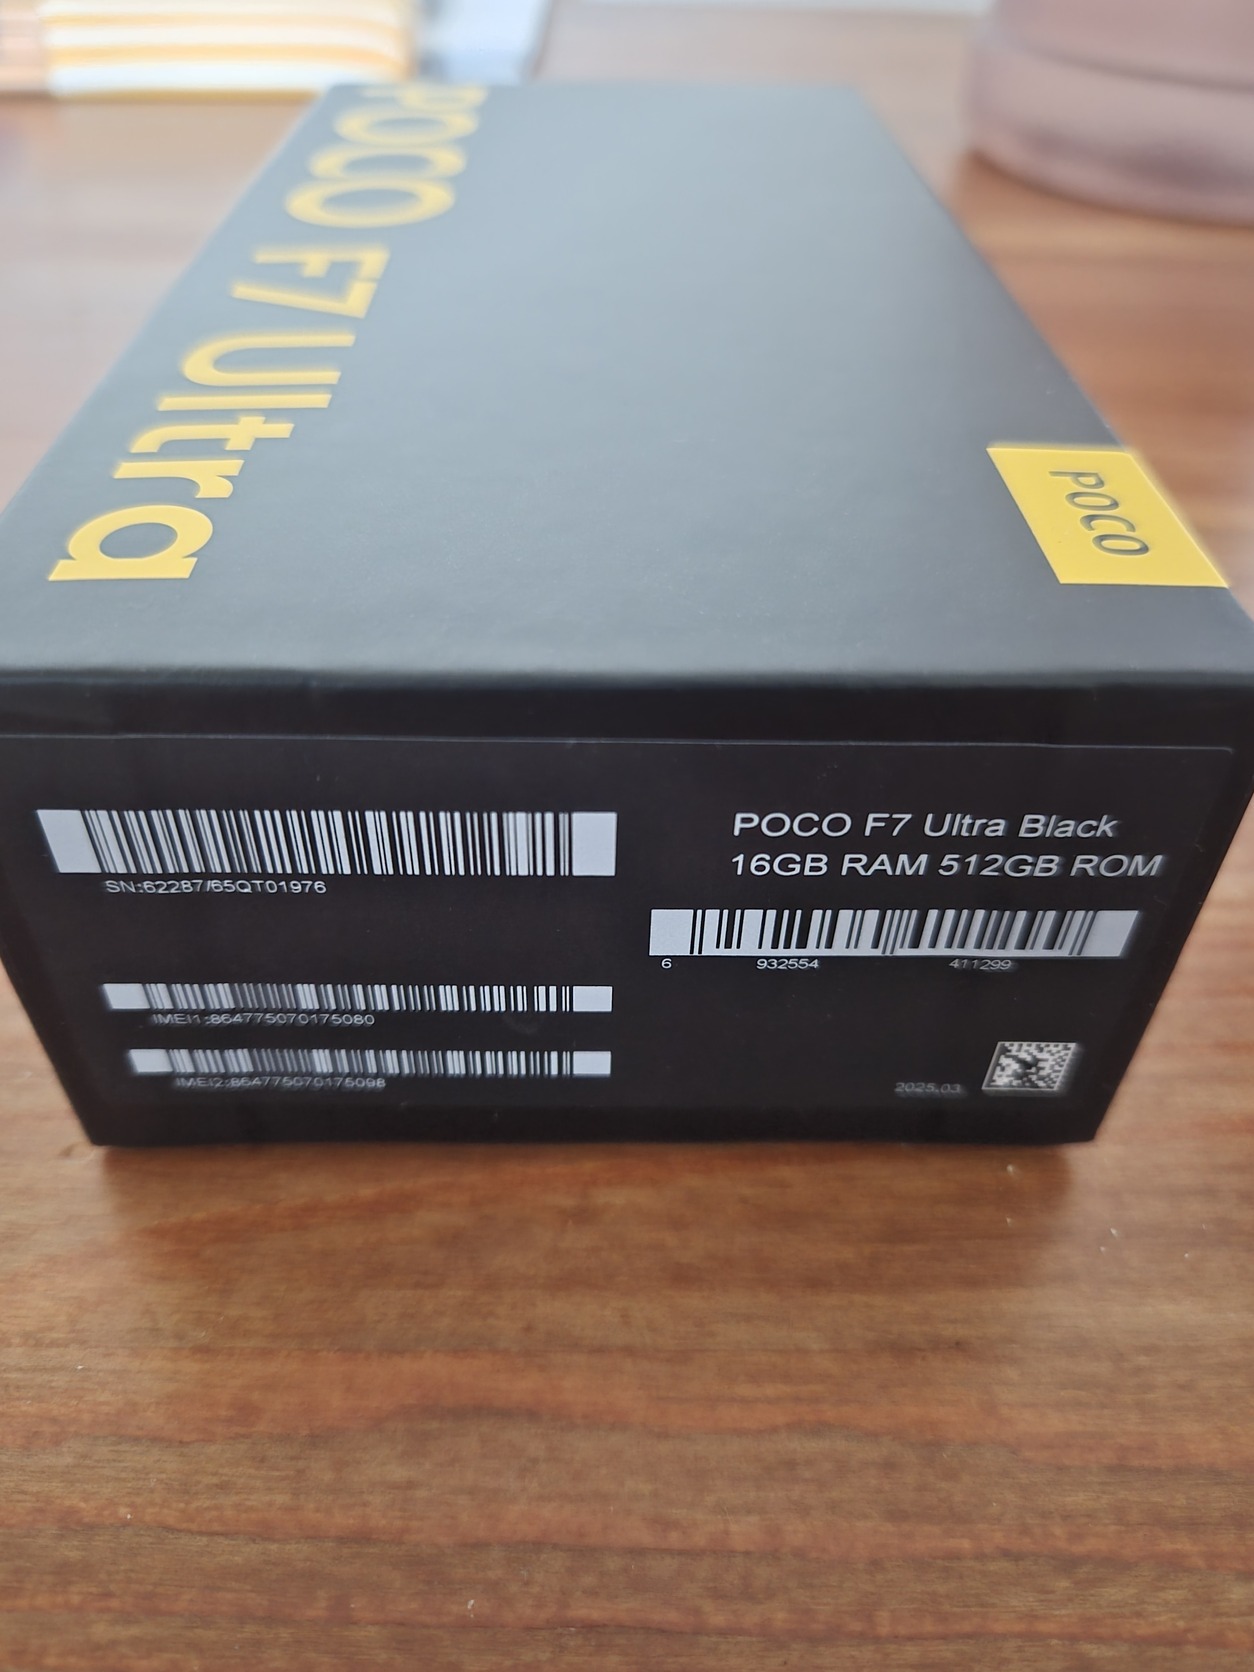 POCO F7 Ultra
POCO
SN:62287/65QT01976
POCO F7 Ultra Black
16GB RAM 512GB ROM
6 932554 411299
IMEI1:864775070175080
IMEI2:864775070175098
2025.03